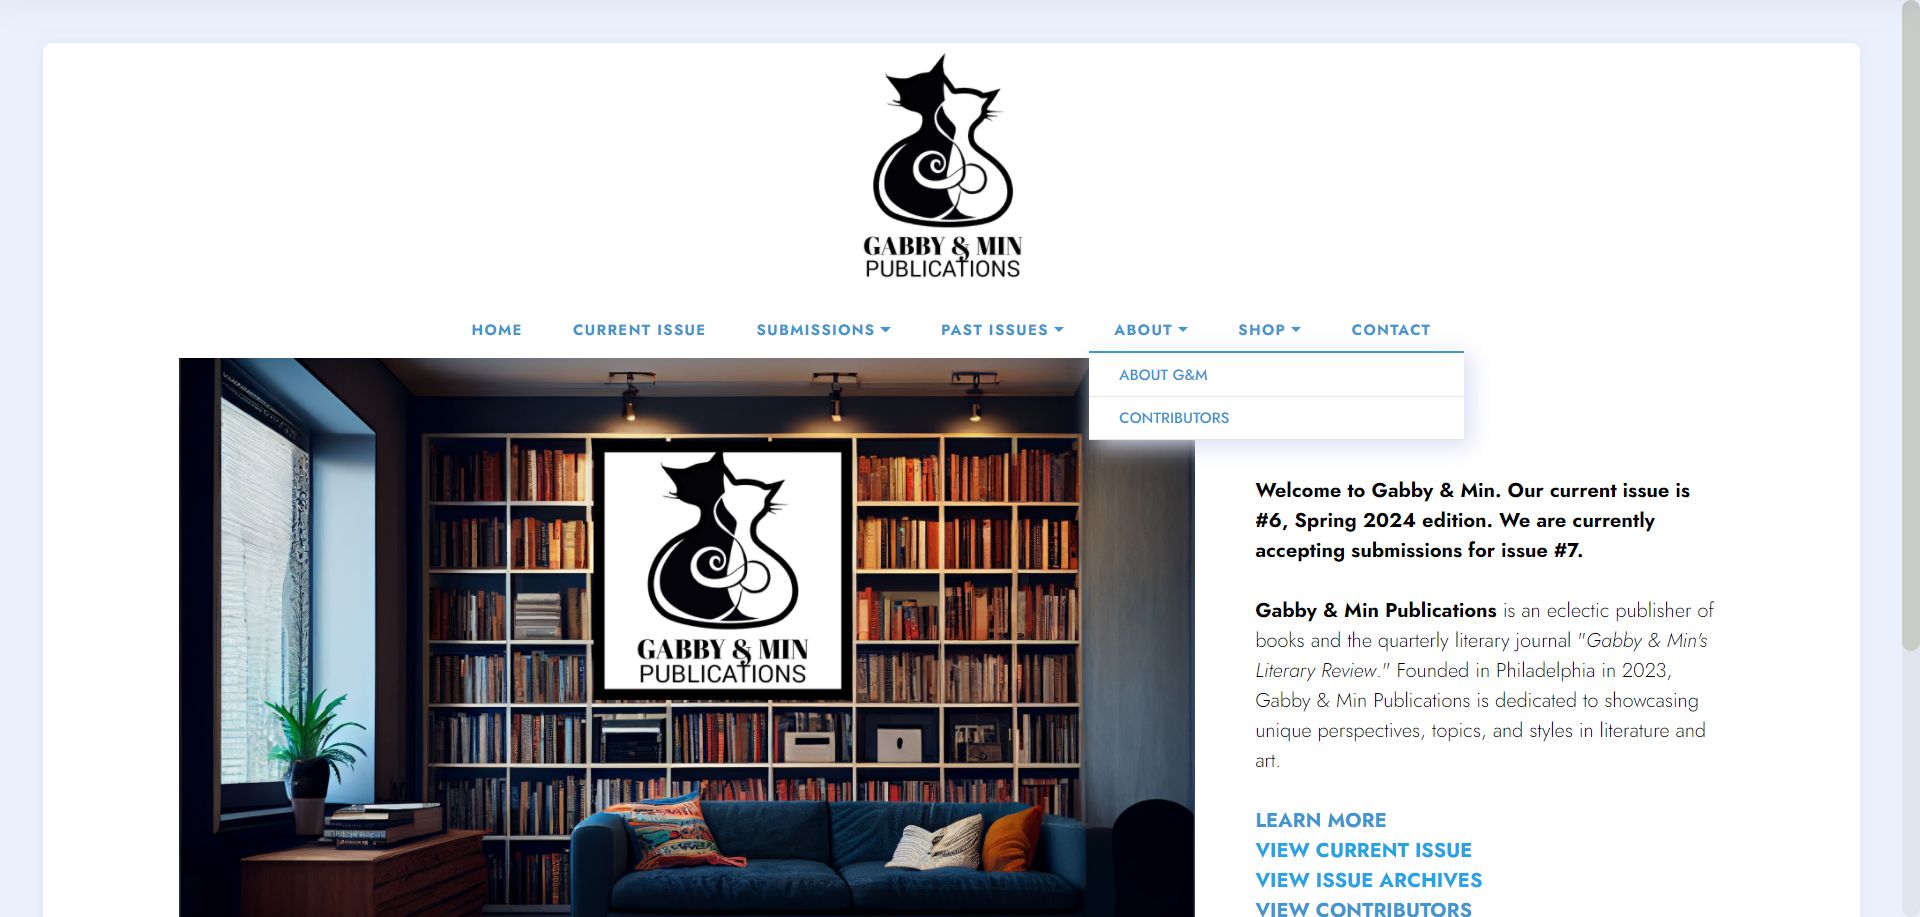 GABBY & MIN
PUBLICATIONS
HOME
CURRENT ISSUE
SUBMISSIONS
PAST ISSUES
ABOUT
SHOP
CONTACT
ABOUT G&M
CONTRIBUTORS
GABBY & MIN
PUBLICATIONS
Welcome to Gabby & Min. Our current issue is
#6, Spring 2024 edition. We are currently
accepting submissions for issue #7.
Gabby & Min Publications is an eclectic publisher of
books and the quarterly literary journal "Gabby & Min's
Literary Review." Founded in Philadelphia in 2023,
Gabby & Min Publications is dedicated to showcasing
unique perspectives, topics, and styles in literature and
art.
LEARN MORE
VIEW CURRENT ISSUE
VIEW ISSUE ARCHIVES
VIEW CONTRIBUTORS